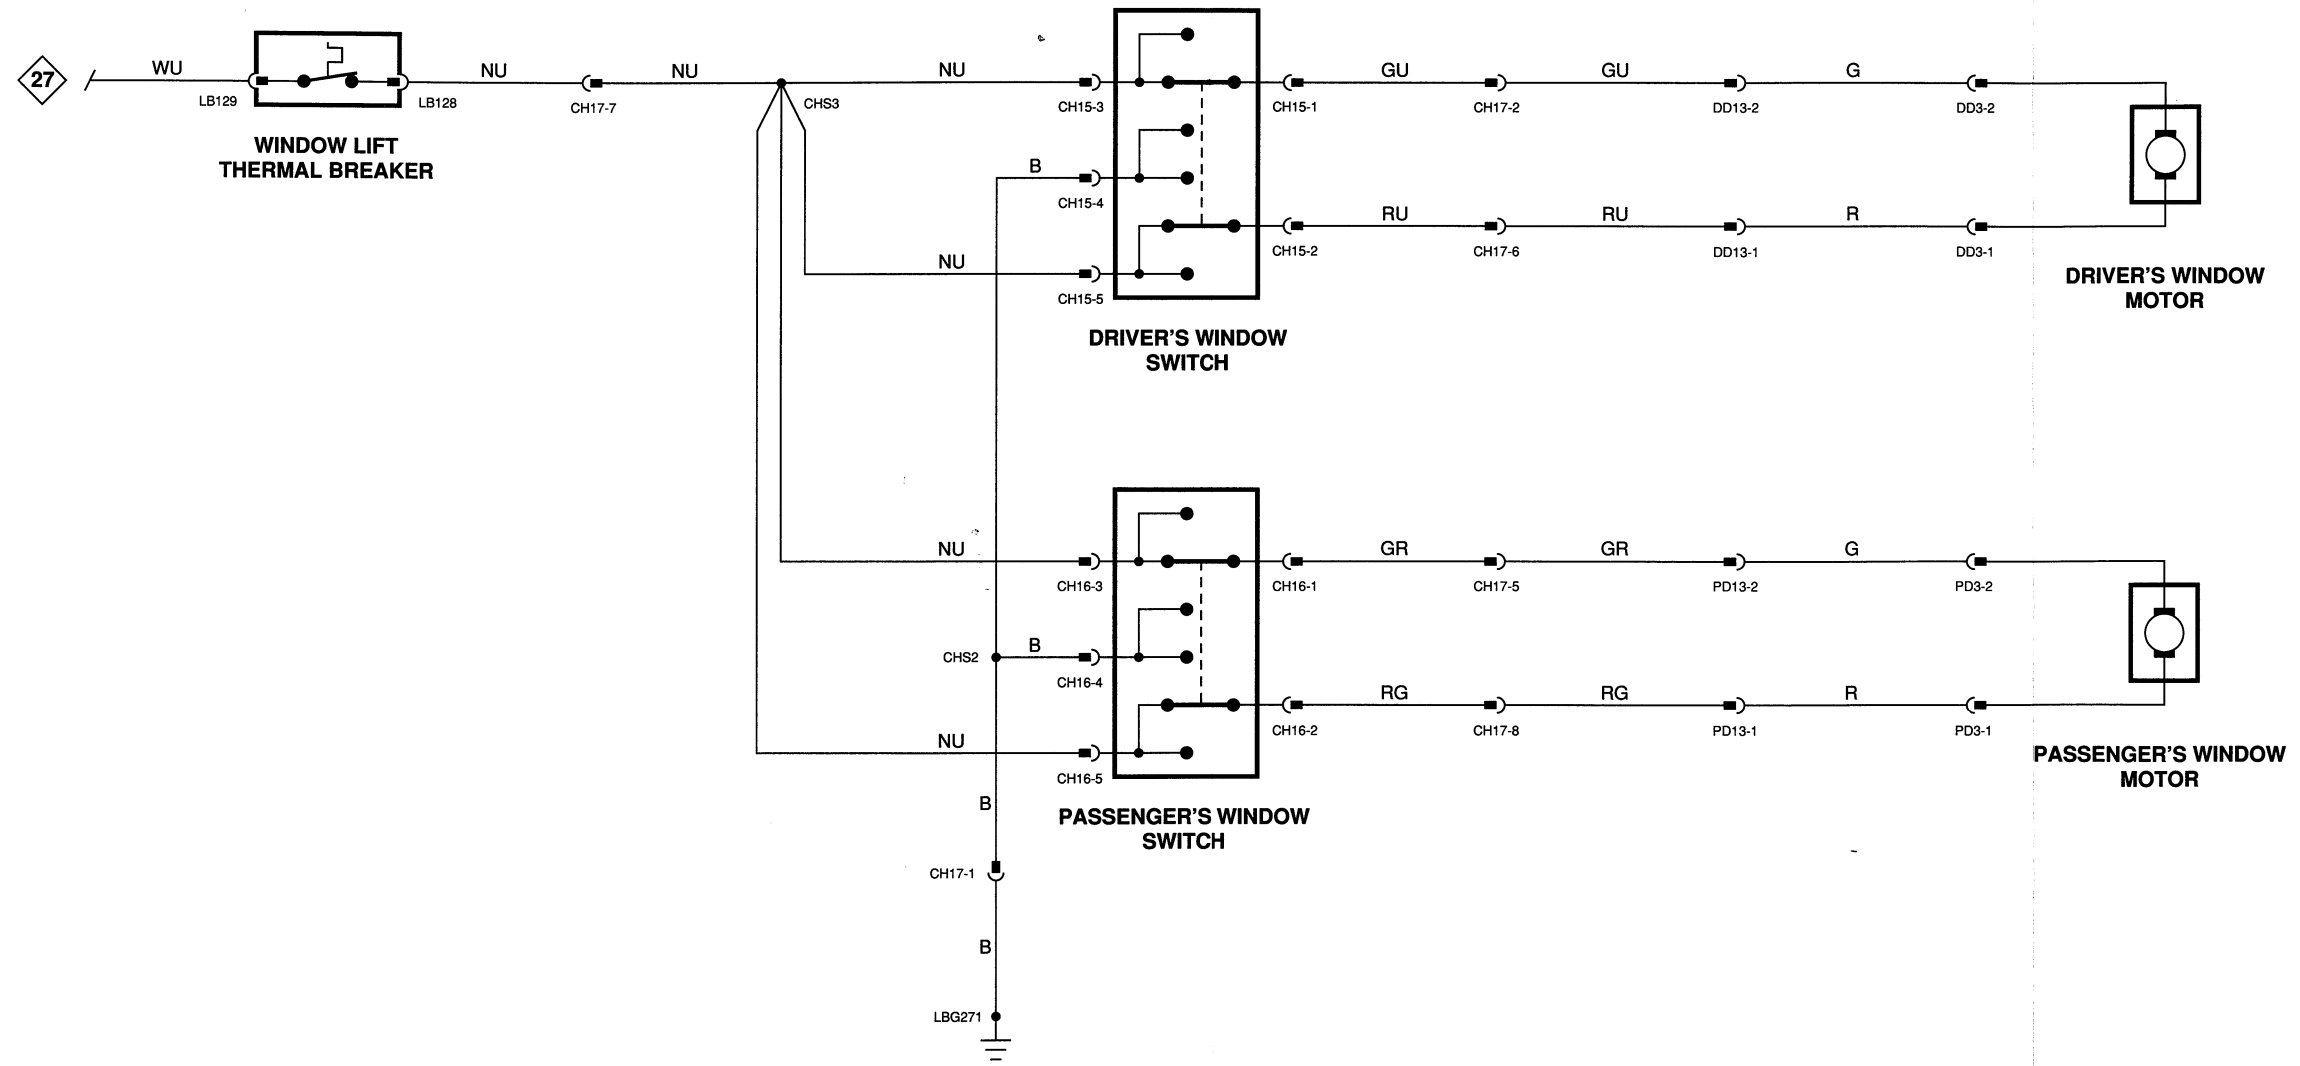 27
WU
LB129
LB128
WINDOW LIFT
THERMAL BREAKER
NU
CH17-7
NU
CHS3
NU
CH15-3
B
CH15-4
NU
CH15-5
DRIVER'S WINDOW
SWITCH
CH15-1
GU
CH17-2
GU
DD13-2
G
DD3-2
CH15-2
RU
CH17-6
RU
DD13-1
R
DD3-1
DRIVER'S WINDOW
MOTOR
NU
CH16-3
CHS2
B
CH16-4
NU
CH16-5
PASSENGER'S WINDOW
SWITCH
CH16-1
GR
CH17-5
GR
PD13-2
G
PD3-2
CH16-2
RG
CH17-8
RG
PD13-1
R
PD3-1
PASSENGER'S WINDOW
MOTOR
B
CH17-1
B
LBG271